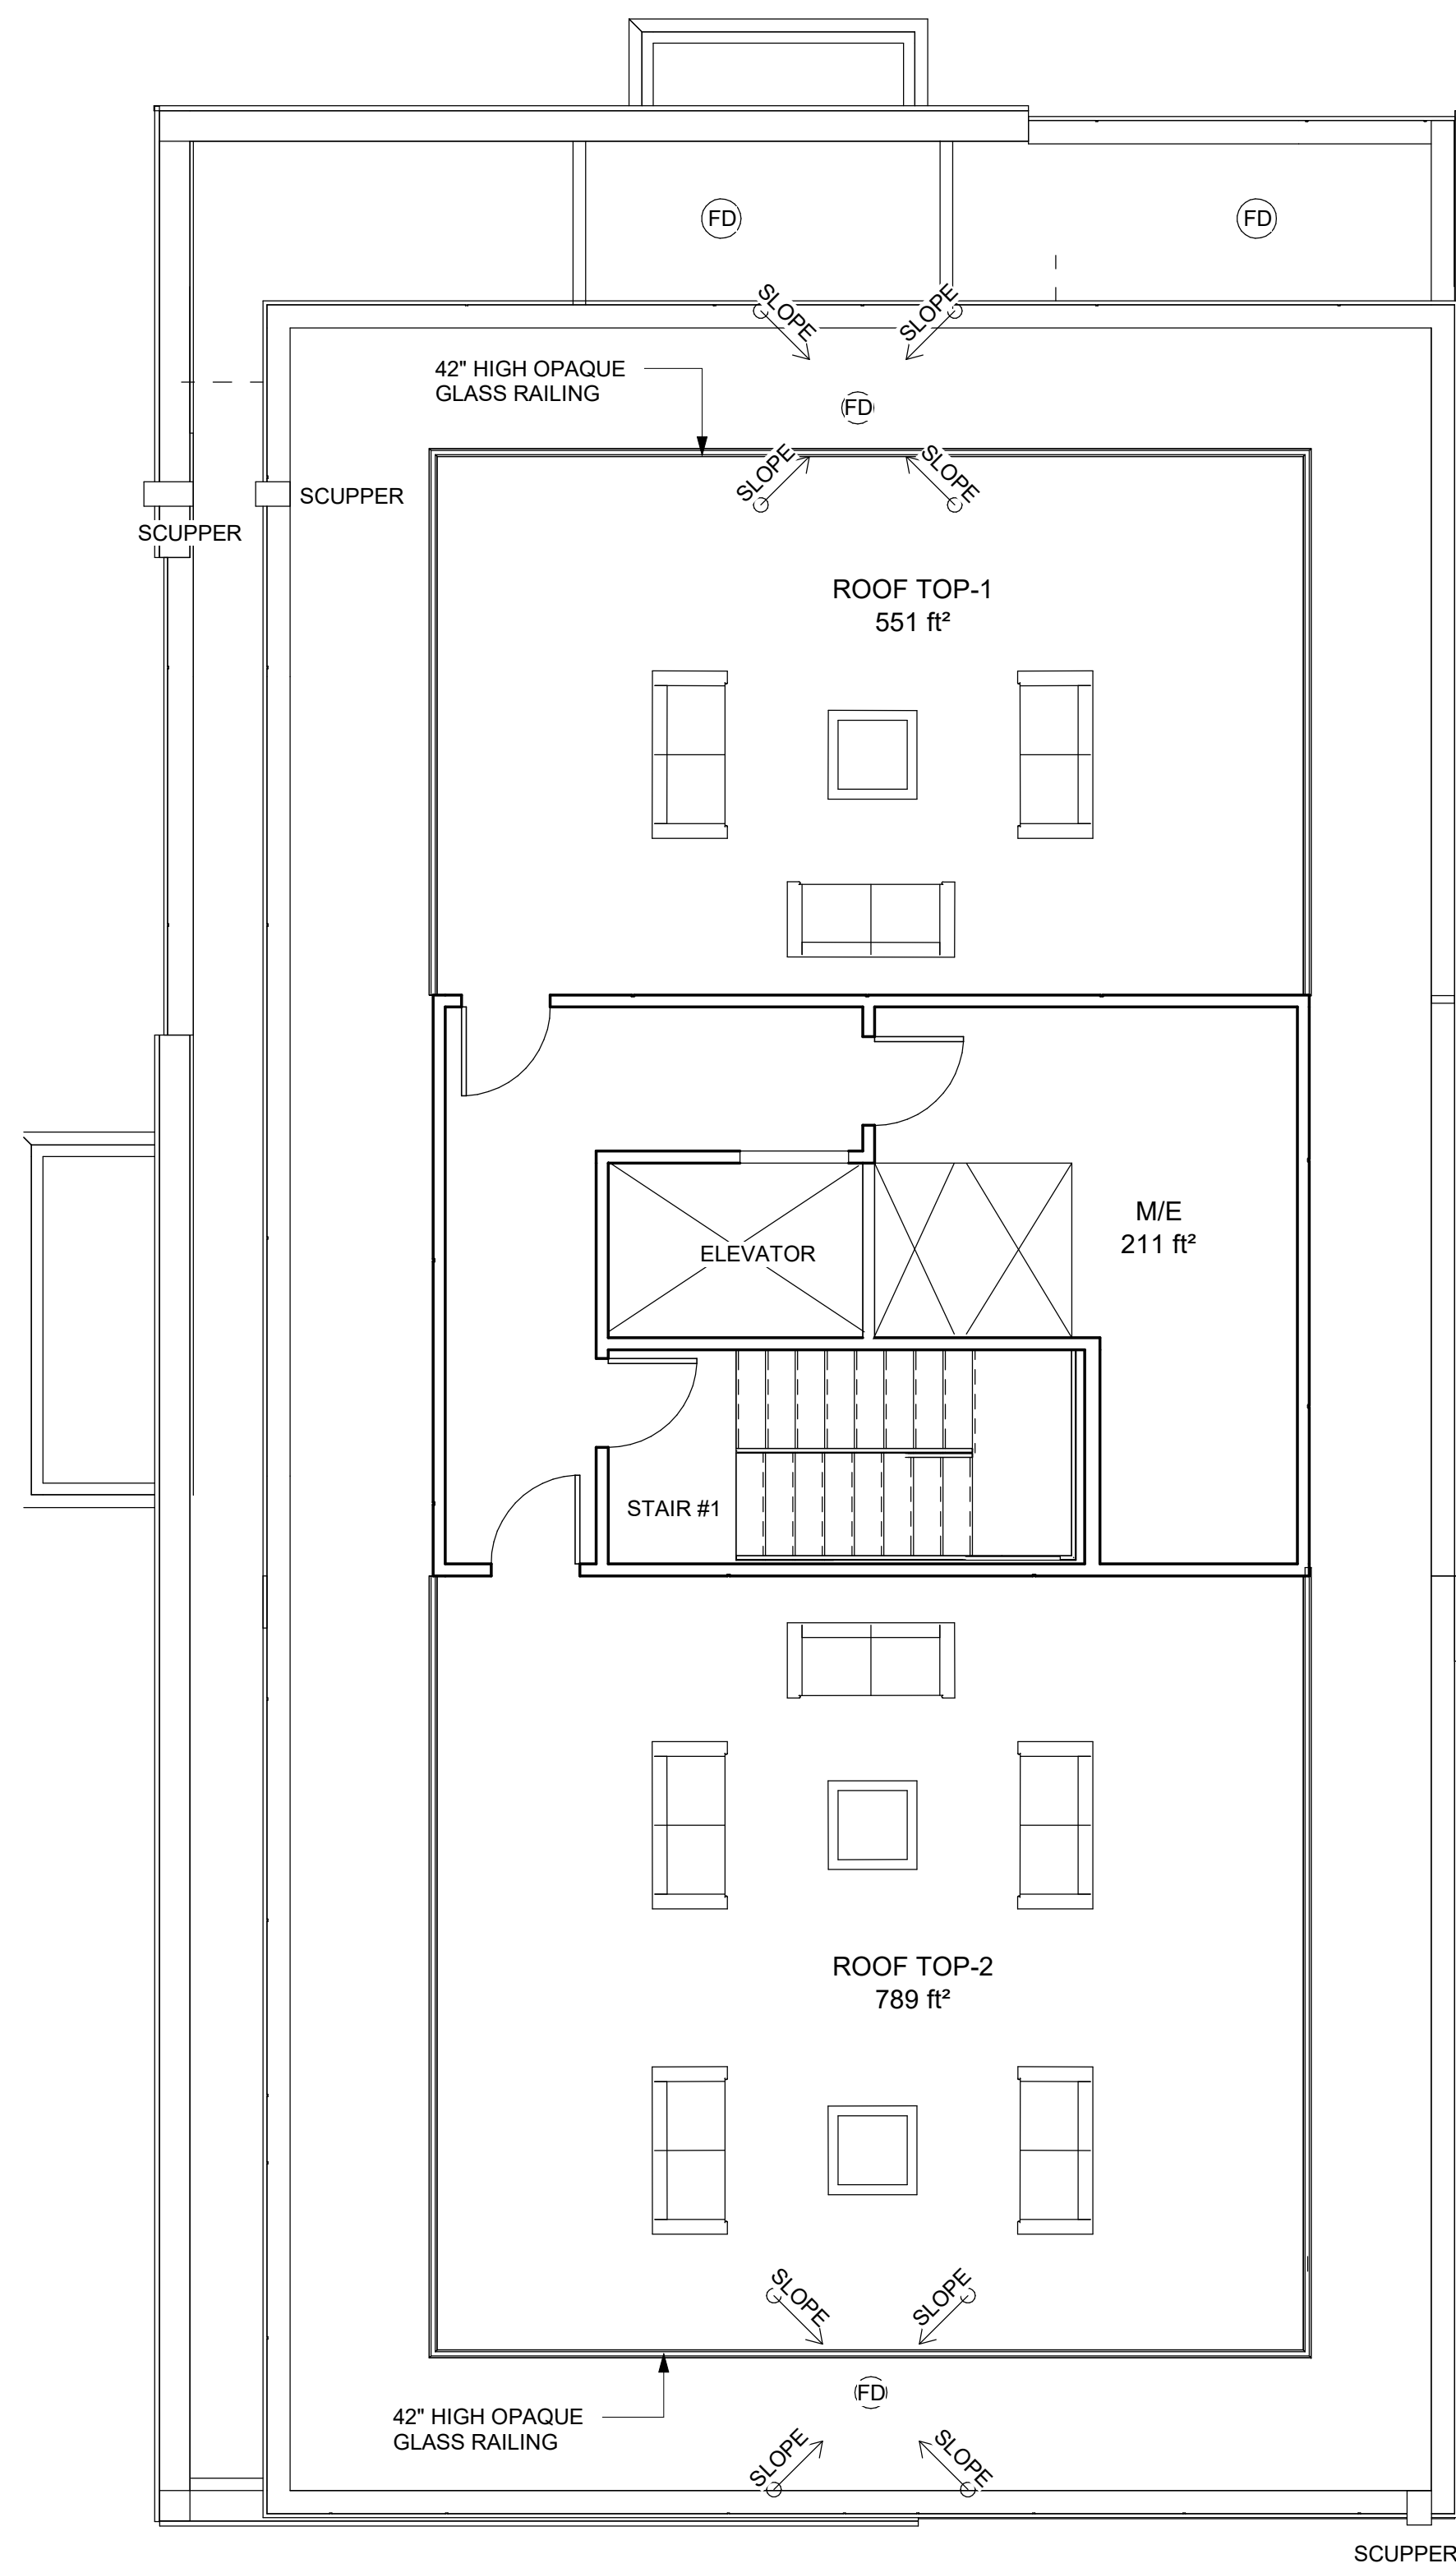 FD
FD
SLOPE
SLOPE
42" HIGH OPAQUE
GLASS RAILING
FD
SLOPE
SLOPE
SCUPPER
SCUPPER
ROOF TOP-1
551 ft²
M/E
211 ft²
ELEVATOR
STAIR #1
ROOF TOP-2
789 ft²
SLOPE
SLOPE
FD
42" HIGH OPAQUE
GLASS RAILING
SLOPE
SLOPE
SCUPPER